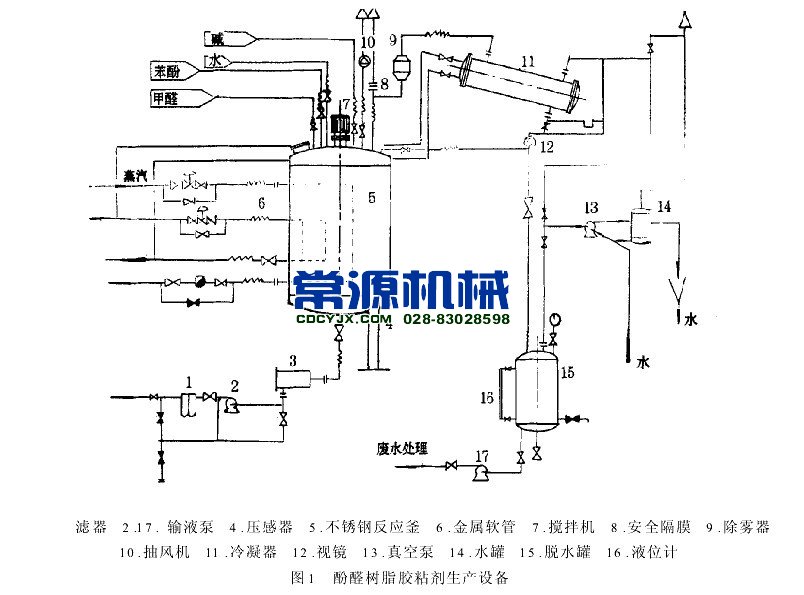 碱
水
苯酚
甲醛
10
9
11
8
7
12
蒸汽
6
5
13
14
水
水
4
3
1
2
15
16
17
废水处理
常源机械
CDCYJX.COM 028-83028598
滤器 2.17. 输液泵 4.压感器 5.不锈钢反应釜 6.金属软管 7.搅拌机 8.安全隔膜 9.除雾器
10.抽风机 11.冷凝器 12.视镜 13.真空泵 14.水罐 15.脱水罐 16.液位计
图1 酚醛树脂胶粘剂生产设备